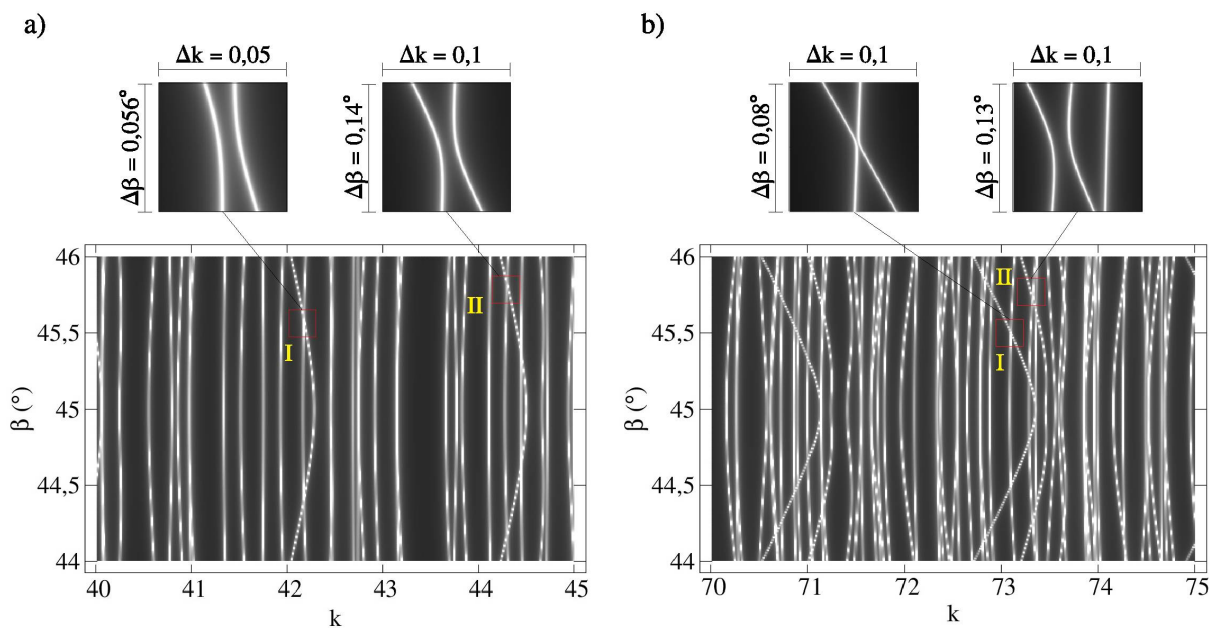 a)
Δk = 0,05
Δk = 0,1
Δβ = 0,056°
Δβ = 0,14°
46
45,5
45
44,5
44
β (°)
I
II
40
41
42
43
44
45
k
b)
Δk = 0,1
Δk = 0,1
Δβ = 0,08°
Δβ = 0,13°
46
45,5
45
44,5
44
β (°)
II
I
70
71
72
73
74
75
k